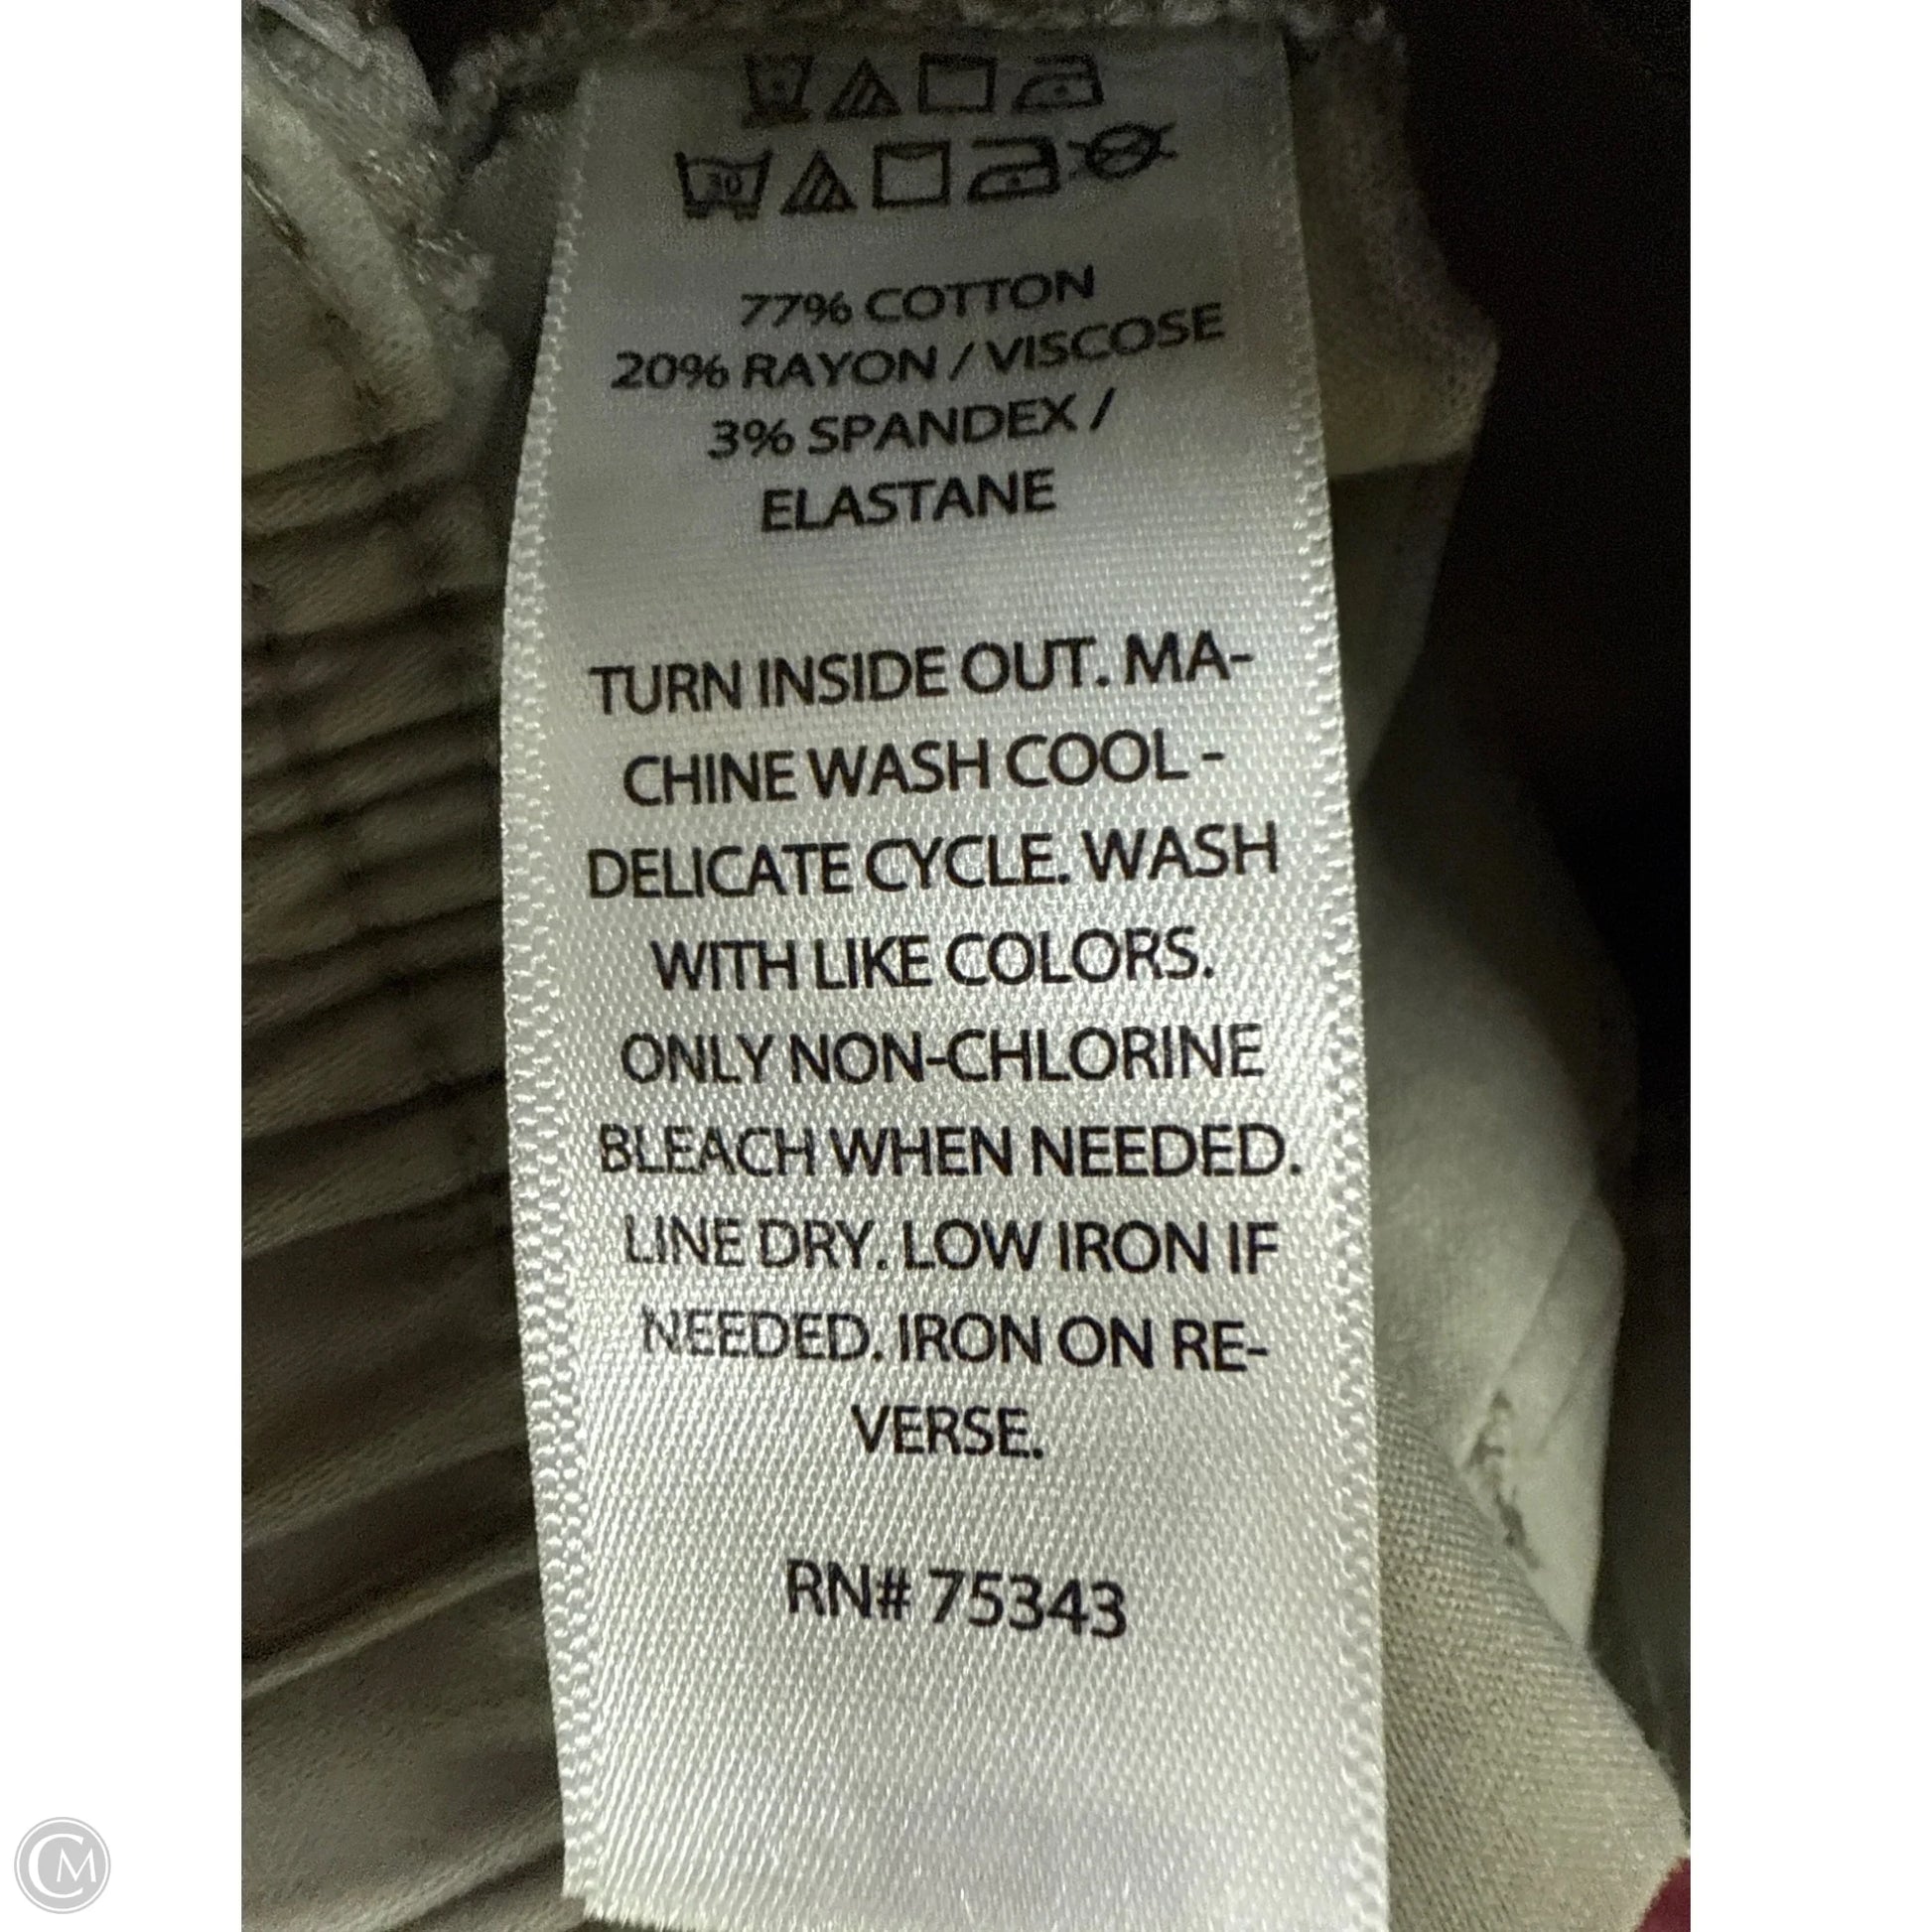 30
77% COTTON
20% RAYON / VISCOSE
3% SPANDEX /
ELASTANE
TURN INSIDE OUT. MA-
CHINE WASH COOL -
DELICATE CYCLE. WASH
WITH LIKE COLORS.
ONLY NON-CHLORINE
BLEACH WHEN NEEDED.
LINE DRY. LOW IRON IF
NEEDED. IRON ON RE-
VERSE.
RN# 75343
CM